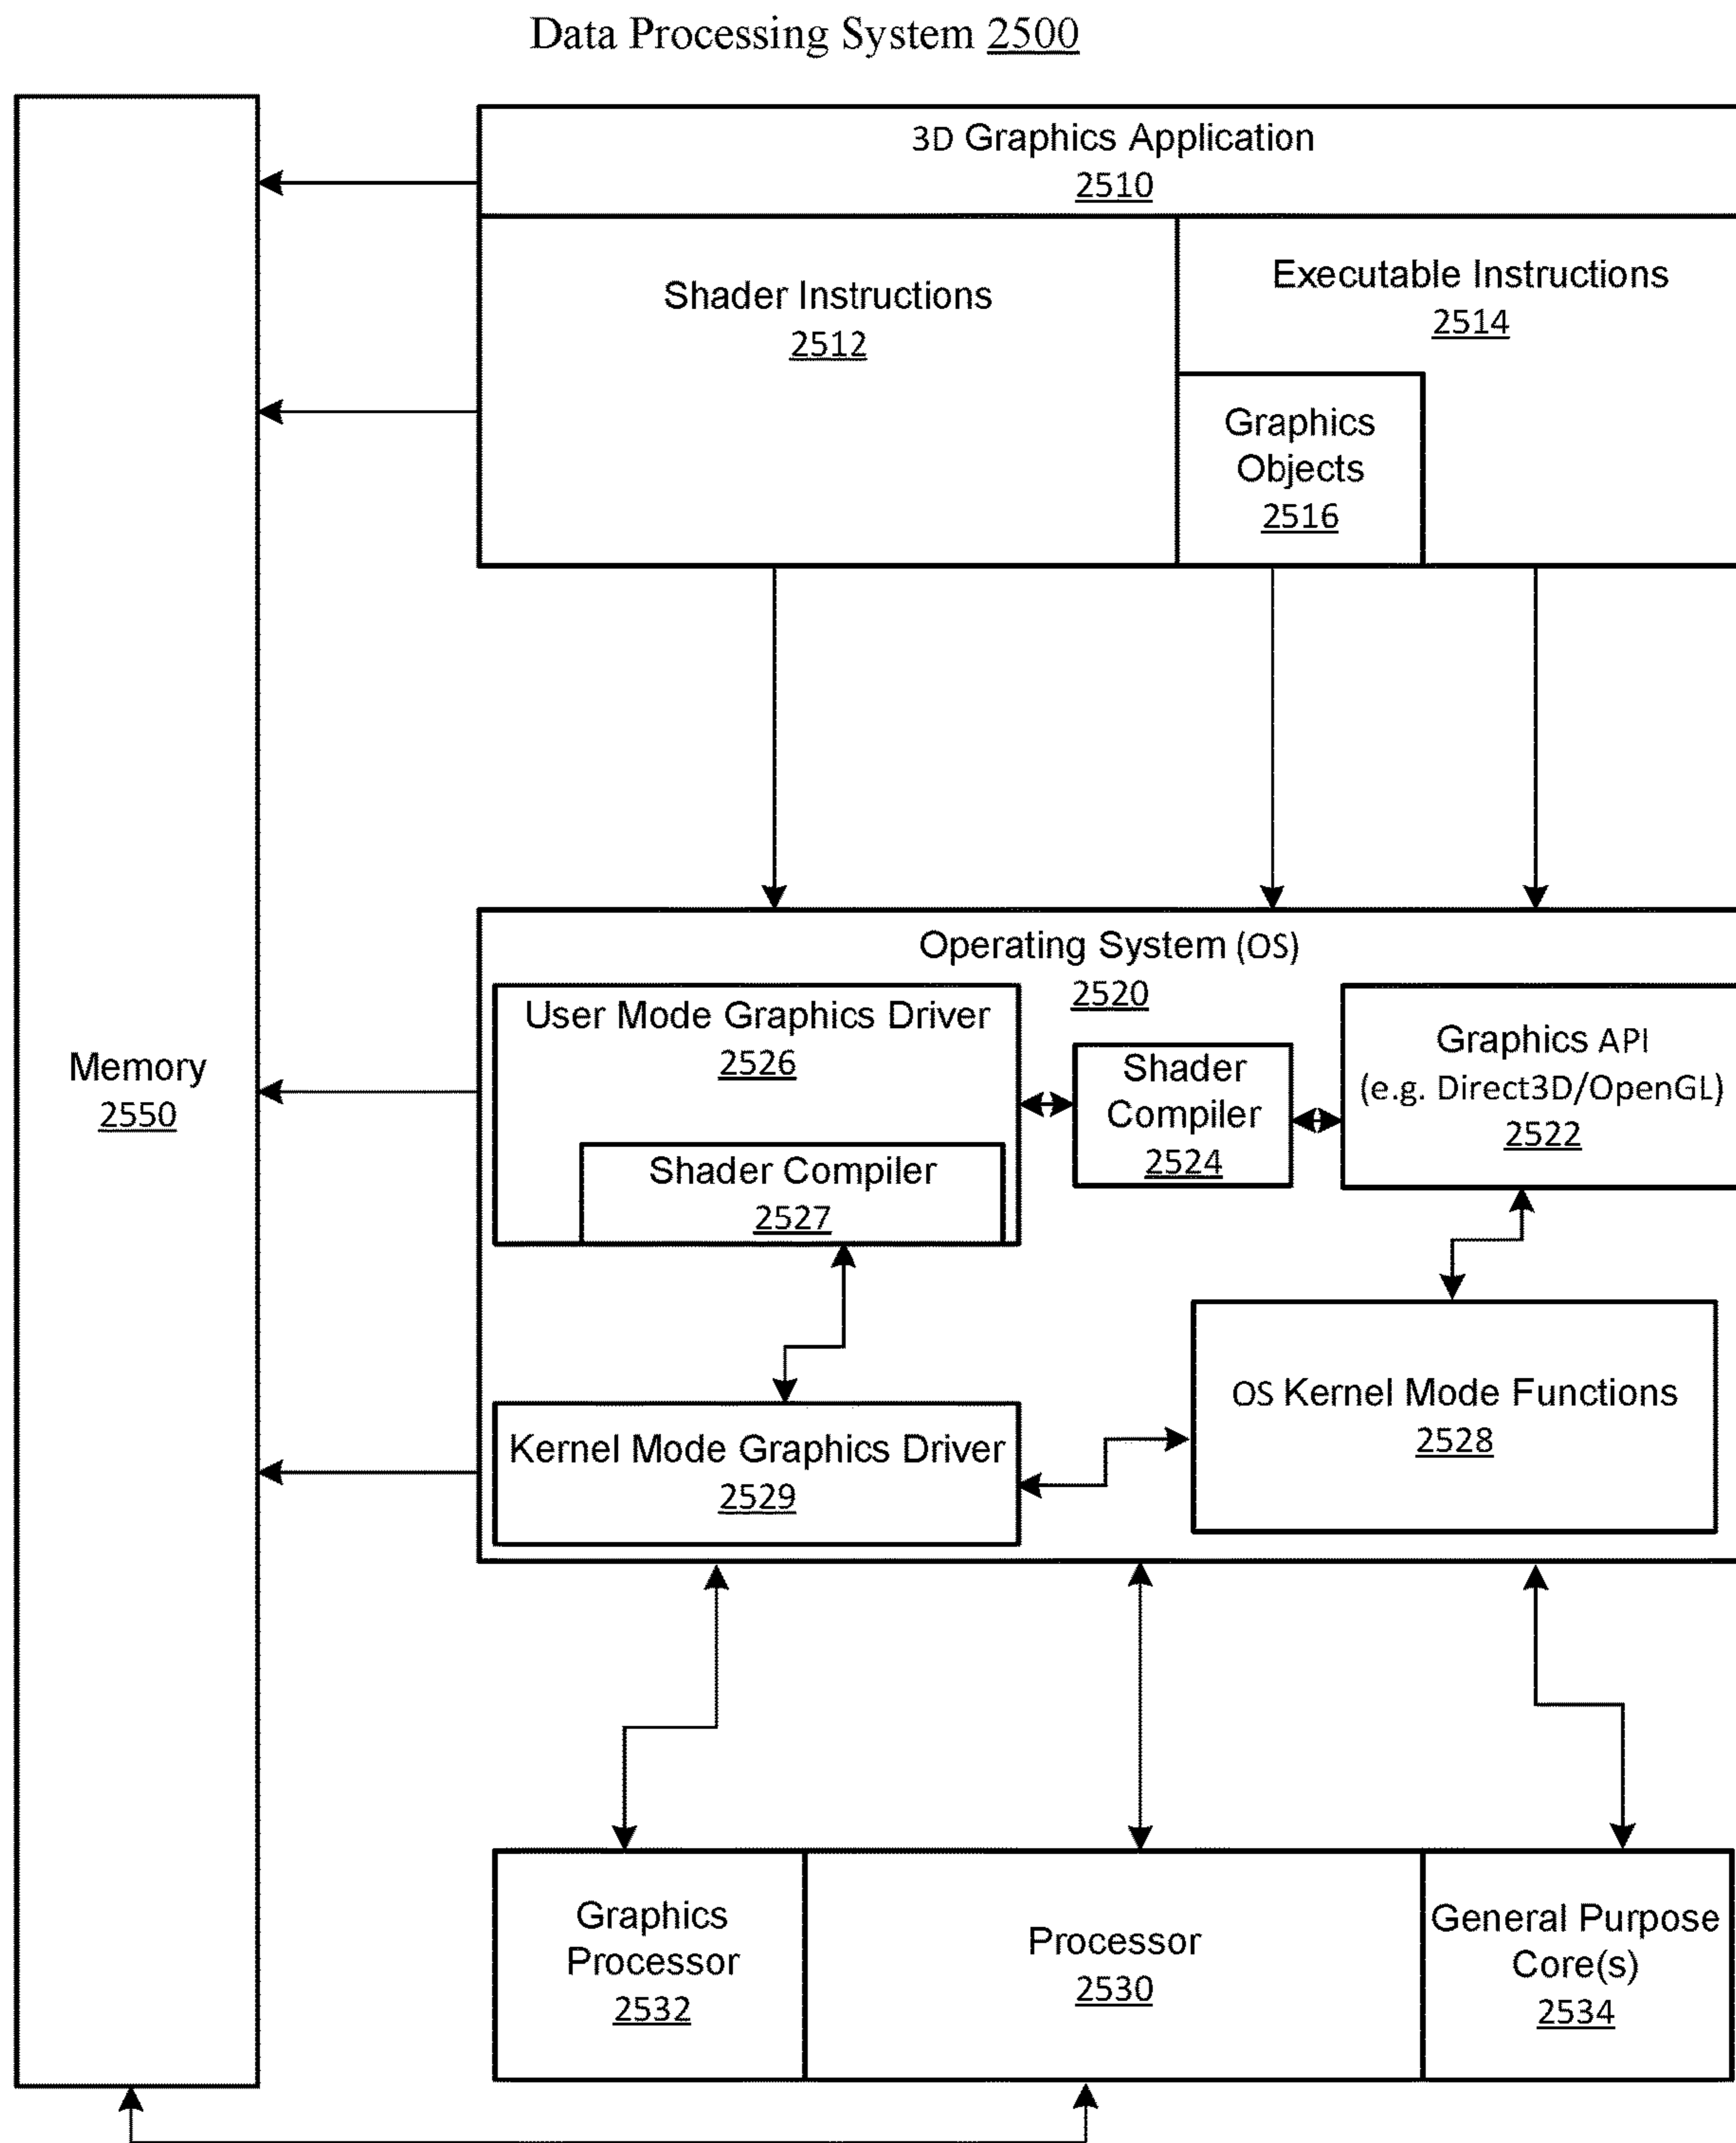 Data Processing System 2500
3D Graphics Application
2510
Shader Instructions
2512
Executable Instructions
2514
Graphics
Objects
2516
Operating System (OS)
2520
User Mode Graphics Driver
2526
Shader Compiler
2527
Shader
Compiler
2524
Graphics API
(e.g. Direct3D/OpenGL)
2522
Memory
2550
OS Kernel Mode Functions
2528
Kernel Mode Graphics Driver
2529
Graphics
Processor
2532
Processor
2530
General Purpose
Core(s)
2534